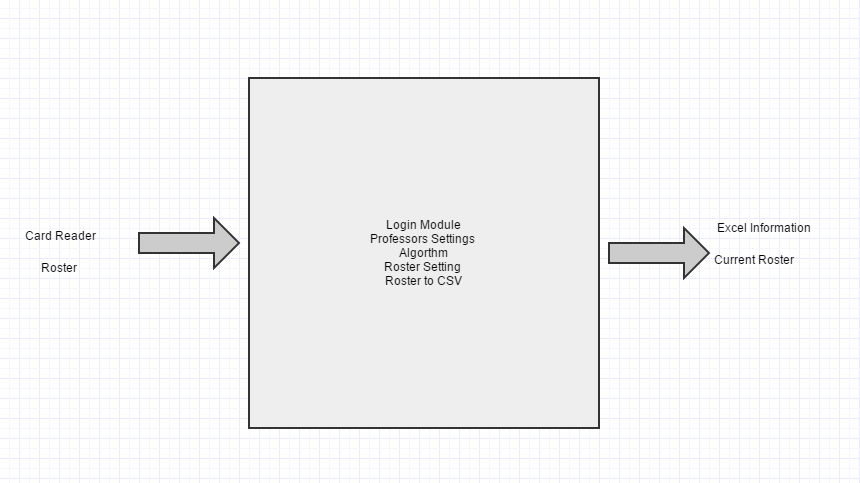 Card Reader
Roster
Login Module
Professors Settings
Algorthm
Roster Setting
Roster to CSV
Excel Information
Current Roster